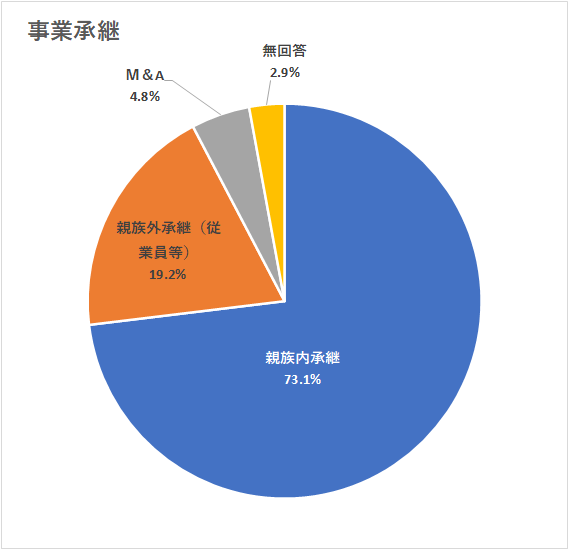 事業承継
無回答
2.9%
M＆A
4.8%
親族外承継（従
業員等）
19.2%
親族内承継
73.1%